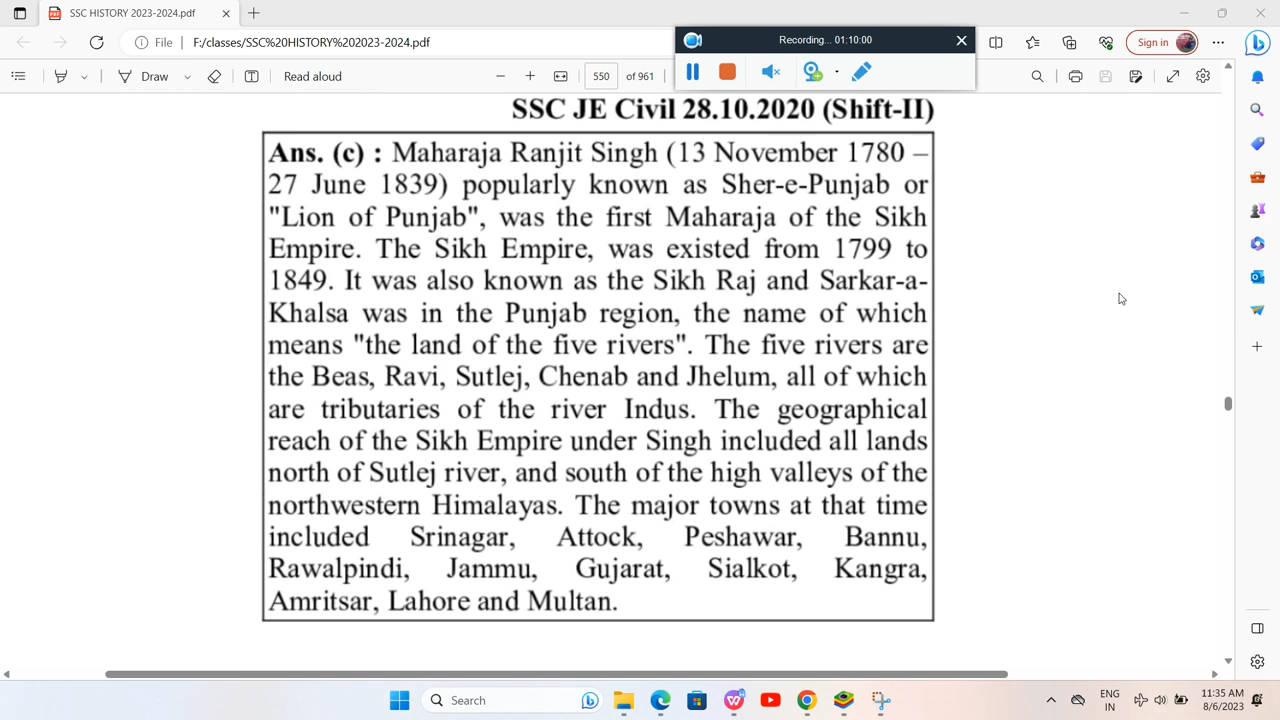 SSC HISTORY 2023-2024.pdf
File F:/classes/SSC%20HISTORY%202023-2024.pdf
Sign in
Recording... 01:10:00
Draw
Read aloud
550 of 961
SSC JE Civil 28.10.2020 (Shift-II)
Ans. (c) : Maharaja Ranjit Singh (13 November 1780 –
27 June 1839) popularly known as Sher-e-Punjab or
"Lion of Punjab", was the first Maharaja of the Sikh
Empire. The Sikh Empire, was existed from 1799 to
1849. It was also known as the Sikh Raj and Sarkar-a-
Khalsa was in the Punjab region, the name of which
means "the land of the five rivers". The five rivers are
the Beas, Ravi, Sutlej, Chenab and Jhelum, all of which
are tributaries of the river Indus. The geographical
reach of the Sikh Empire under Singh included all lands
north of Sutlej river, and south of the high valleys of the
northwestern Himalayas. The major towns at that time
included Srinagar, Attock, Peshawar, Bannu,
Rawalpindi, Jammu, Gujarat, Sialkot, Kangra,
Amritsar, Lahore and Multan.
Search
ENG
IN
11:35 AM
8/6/2023